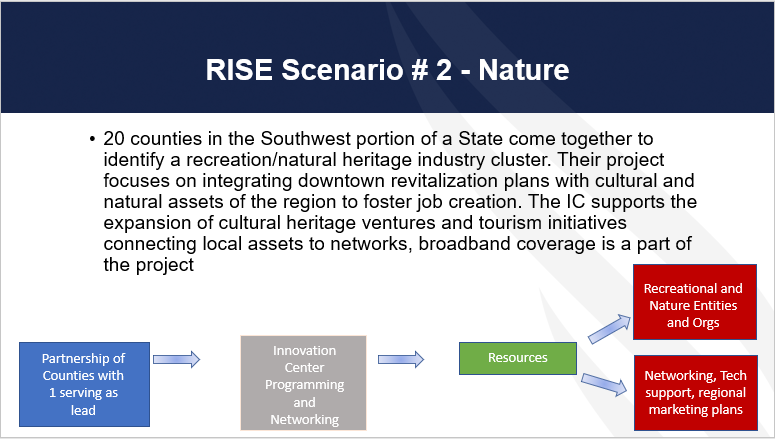 RISE Scenario # 2 - Nature
• 20 counties in the Southwest portion of a State come together to
identify a recreation/natural heritage industry cluster. Their project
focuses on integrating downtown revitalization plans with cultural and
natural assets of the region to foster job creation. The IC supports the
expansion of cultural heritage ventures and tourism initiatives
connecting local assets to networks, broadband coverage is a part of
the project
Partnership of
Counties with
1 serving as
lead
Innovation
Center
Programming
and
Networking
Resources
Recreational and
Nature Entities
and Orgs
Networking, Tech
support, regional
marketing plans